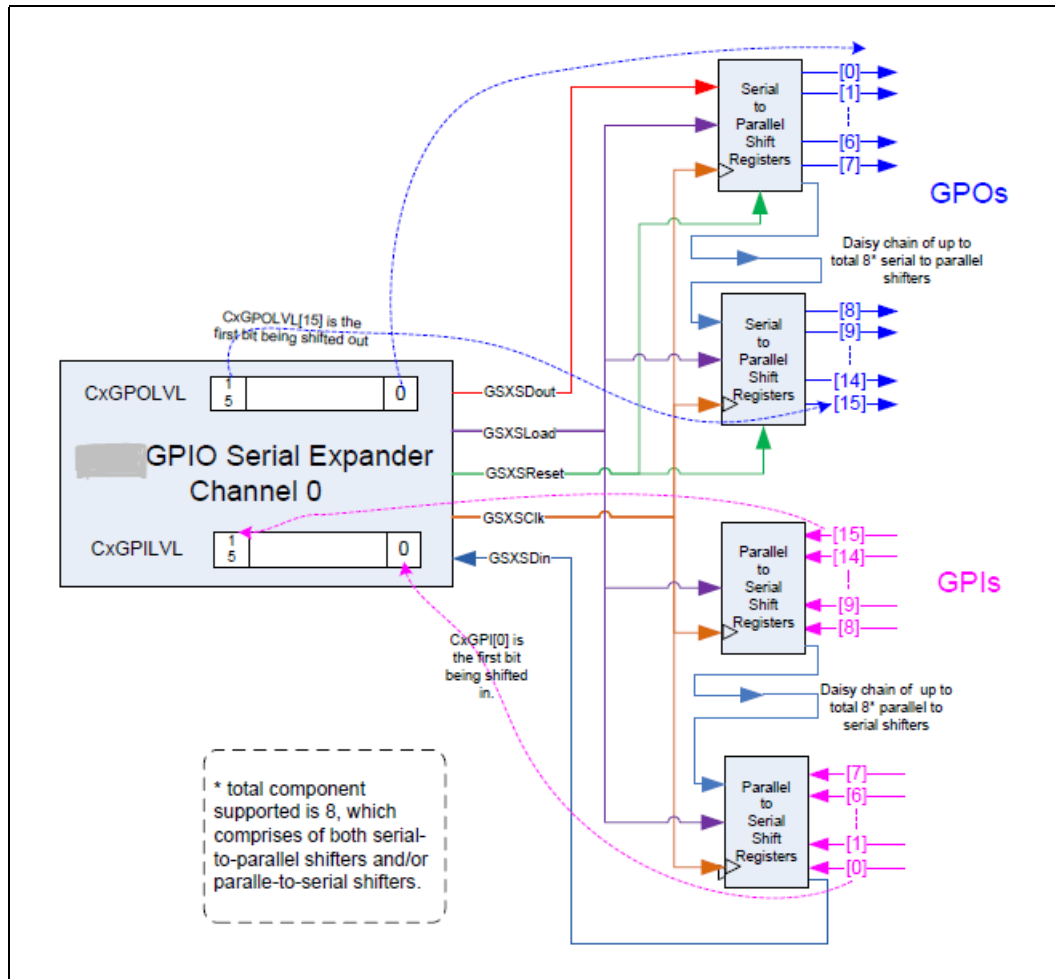 Serial
to
Parallel
Shift
Registers
[0]
[1]
[6]
[7]
GPOs
Daisy chain of up to
total 8* serial to parallel
shifters
Serial
to
Parallel
Shift
Registers
[8]
[9]
[14]
[15]
CxGPOLVL[15] is the
first bit being shifted out
CxGPOLVL
1
5
0
GPIO Serial Expander
Channel 0
CxGPILVL
1
5
0
GSXSDout
GSXSLoad
GSXSReset
GSXSClk
GSXSDin
Parallel
to
Serial
Shift
Registers
[15]
[14]
[9]
[8]
GPIs
CxGPI[0] is
the first bit
being shifted
in.
Daisy chain of up to
total 8* parallel to
serial shifters
Parallel
to
Serial
Shift
Registers
[7]
[6]
[1]
[0]
* total component
supported is 8, which
comprises of both serial-
to-parallel shifters and/or
paralle-to-serial shifters.